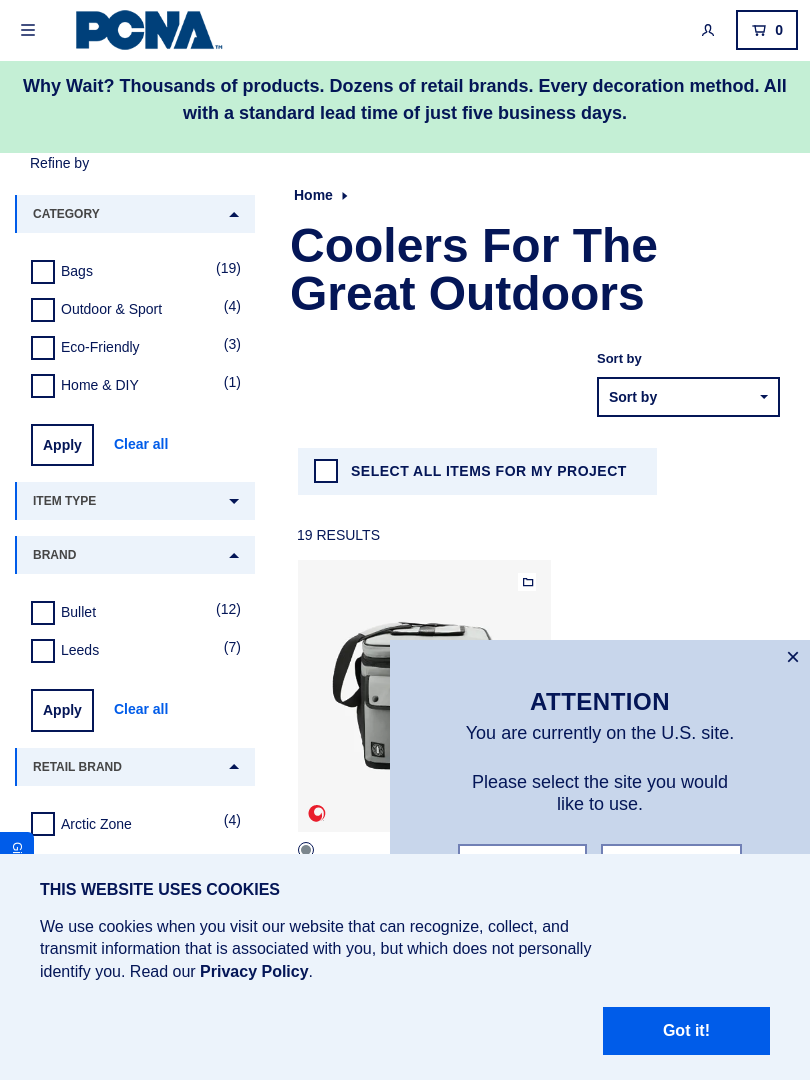 PCNA™
0
Why Wait? Thousands of products. Dozens of retail brands. Every decoration method. All
with a standard lead time of just five business days.
Refine by
CATEGORY
Bags (19)
Outdoor & Sport (4)
Eco-Friendly (3)
Home & DIY (1)
Apply Clear all
ITEM TYPE
BRAND
Bullet (12)
Leeds (7)
Apply Clear all
RETAIL BRAND
Arctic Zone (4)
Home
Coolers For The
Great Outdoors
Sort by
Sort by
SELECT ALL ITEMS FOR MY PROJECT
19 RESULTS
ATTENTION
You are currently on the U.S. site.
Please select the site you would
like to use.
THIS WEBSITE USES COOKIES
We use cookies when you visit our website that can recognize, collect, and
transmit information that is associated with you, but which does not personally
identify you. Read our Privacy Policy.
Got it!